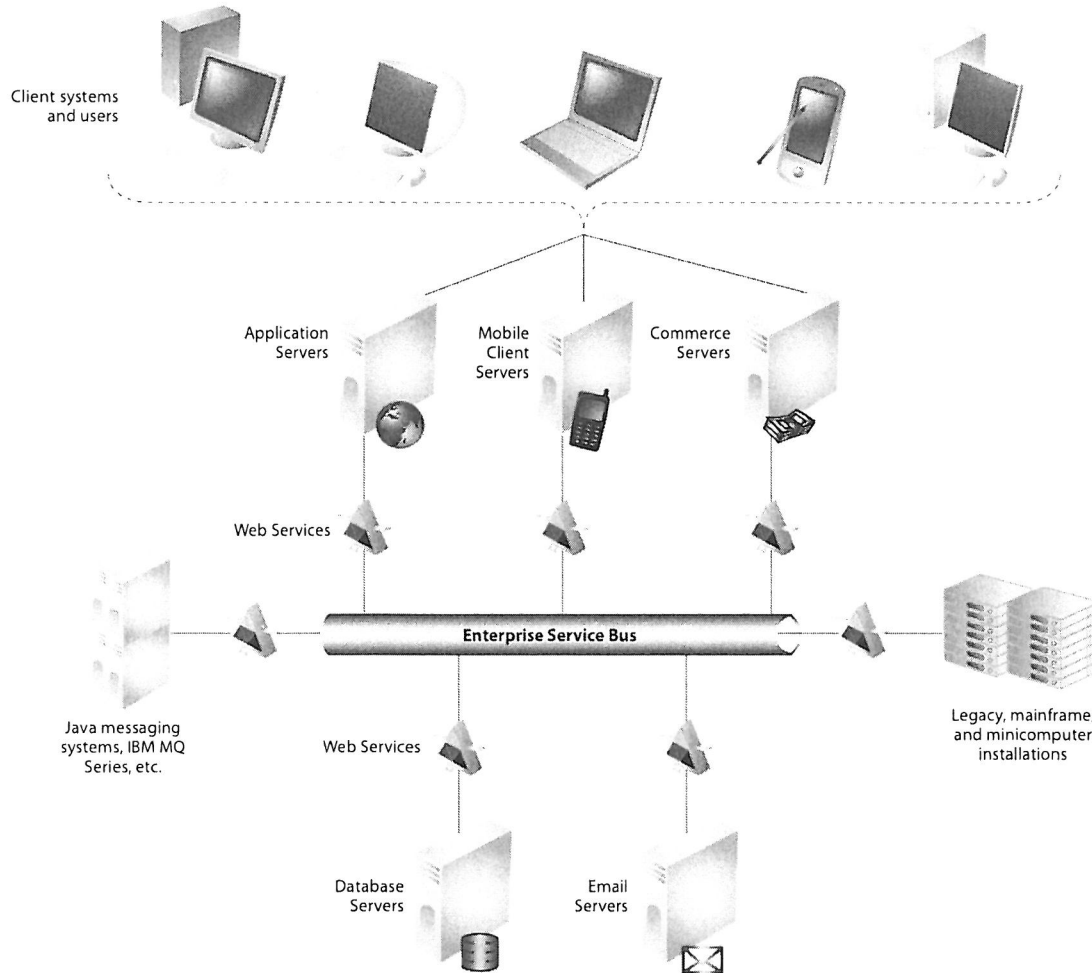 Client systems
and users
Application
Servers
Mobile
Client
Servers
Commerce
Servers
Web Services
Enterprise Service Bus
Java messaging
systems, IBM MQ
Series, etc.
Legacy, mainframe,
and minicomputer
installations
Web Services
Database
Servers
Email
Servers